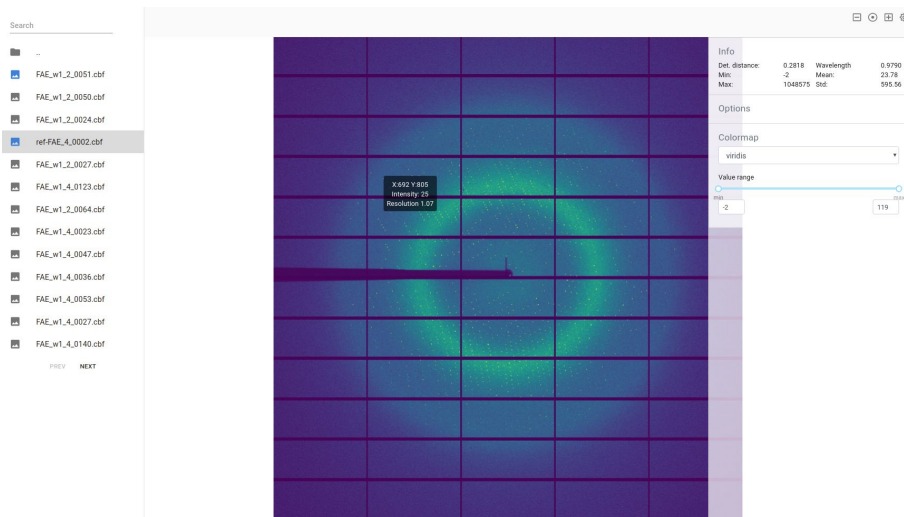 Search
..
FAE_w1_2_0051.cbf
FAE_w1_2_0050.cbf
FAE_w1_2_0024.cbf
ref-FAE_4_0002.cbf
FAE_w1_2_0027.cbf
FAE_w1_4_0123.cbf
FAE_w1_2_0064.cbf
FAE_w1_4_0023.cbf
FAE_w1_4_0047.cbf
FAE_w1_4_0036.cbf
FAE_w1_4_0053.cbf
FAE_w1_4_0027.cbf
FAE_w1_4_0140.cbf
PREV NEXT
X:692 Y:805
Intensity: 25
Resolution 1.07
Info
Det. distance: 0.2818 Wavelength 0.9790
Min: -2 Mean: 23.78
Max: 1048575 Std: 595.56
Options
Colormap
viridis
Value range
min max
-2 119